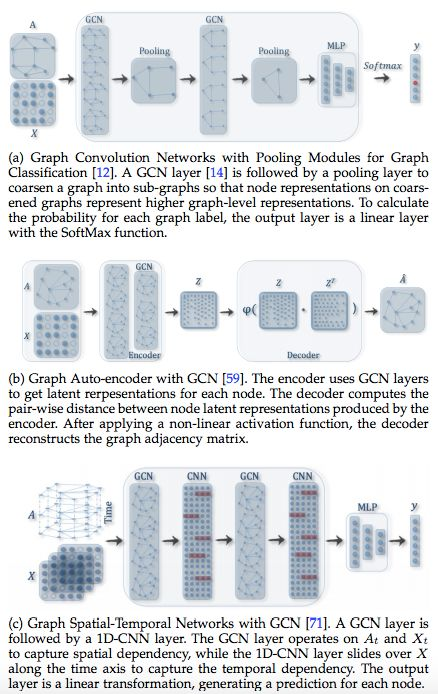 A
GCN
GCN
Pooling
Pooling
MLP
Softmax
y
X
(a) Graph Convolution Networks with Pooling Modules for Graph
Classification [12]. A GCN layer [14] is followed by a pooling layer to
coarsen a graph into sub-graphs so that node representations on coars-
ened graphs represent higher graph-level representations. To calculate
the probability for each graph label, the output layer is a linear layer
with the SoftMax function.
A
X
GCN
Encoder
Z
φ(
Z
.
Zᵀ
)
Decoder
Â
(b) Graph Auto-encoder with GCN [59]. The encoder uses GCN layers
to get latent rerpesentations for each node. The decoder computes the
pair-wise distance between node latent representations produced by the
encoder. After applying a non-linear activation function, the decoder
reconstructs the graph adjacency matrix.
A
Time
X
GCN
CNN
GCN
CNN
MLP
y
(c) Graph Spatial-Temporal Networks with GCN [71]. A GCN layer is
followed by a 1D-CNN layer. The GCN layer operates on At and Xt
to capture spatial dependency, while the 1D-CNN layer slides over X
along the time axis to capture the temporal dependency. The output
layer is a linear transformation, generating a prediction for each node.